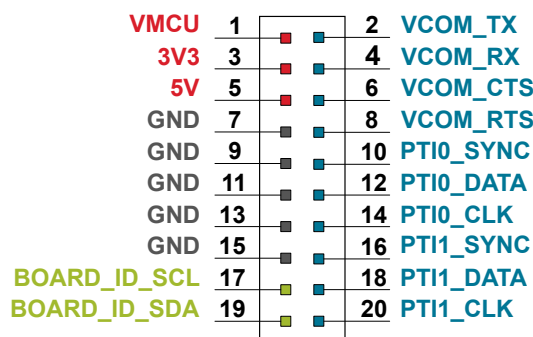 VMCU 1 2 VCOM_TX
3V3 3 4 VCOM_RX
5V 5 6 VCOM_CTS
GND 7 8 VCOM_RTS
GND 9 10 PTI0_SYNC
GND 11 12 PTI0_DATA
GND 13 14 PTI0_CLK
GND 15 16 PTI1_SYNC
BOARD_ID_SCL 17 18 PTI1_DATA
BOARD_ID_SDA 19 20 PTI1_CLK